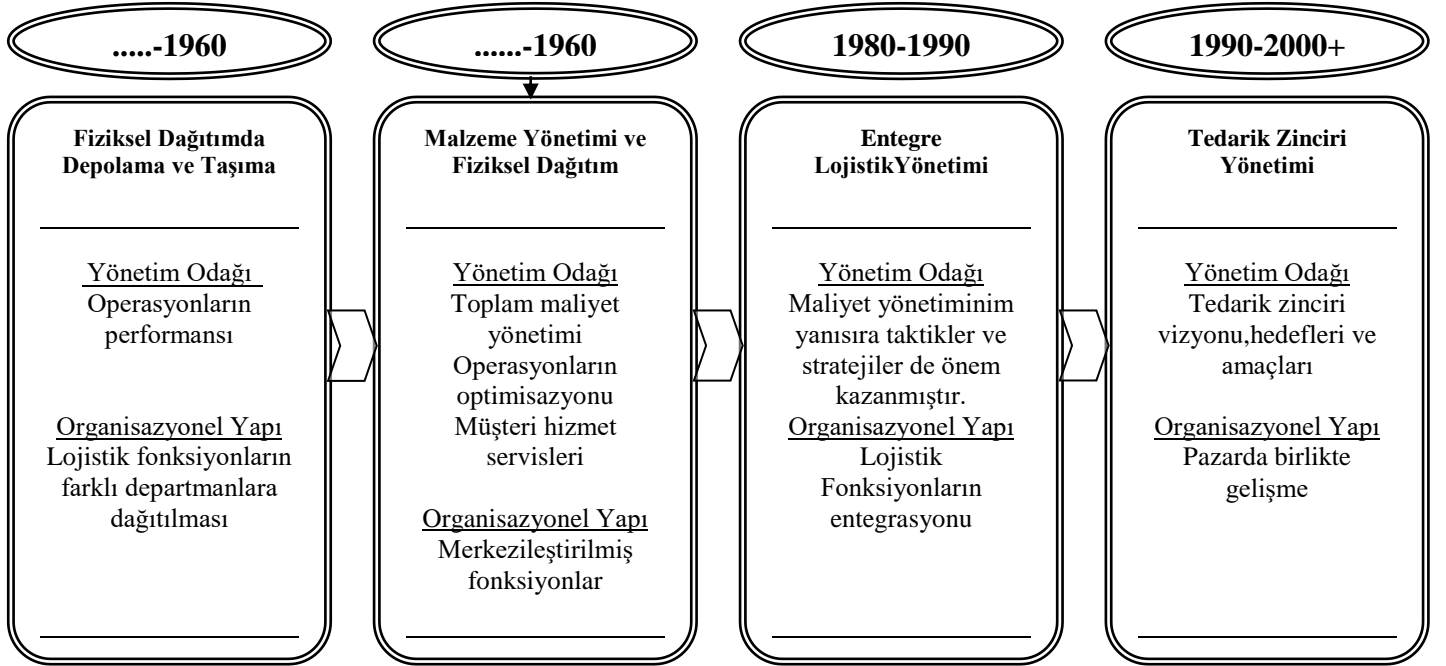 .....-1960
Fiziksel Dağıtımda
Depolama ve Taşıma
Yönetim Odağı
Operasyonların
performansı
Organisazyonel Yapı
Lojistik fonksiyonların
farklı departmanlara
dağıtılması
......-1960
Malzeme Yönetimi ve
Fiziksel Dağıtım
Yönetim Odağı
Toplam maliyet
yönetimi
Operasyonların
optimisazyonu
Müşteri hizmet
servisleri
Organisazyonel Yapı
Merkezileştirilmiş
fonksiyonlar
1980-1990
Entegre
LojistikYönetimi
Yönetim Odağı
Maliyet yönetiminim
yanısıra taktikler ve
stratejiler de önem
kazanmıştır.
Organisazyonel Yapı
Lojistik
Fonksiyonların
entegrasyonu
1990-2000+
Tedarik Zinciri
Yönetimi
Yönetim Odağı
Tedarik zinciri
vizyonu,hedefleri ve
amaçları
Organisazyonel Yapı
Pazarda birlikte
gelişme